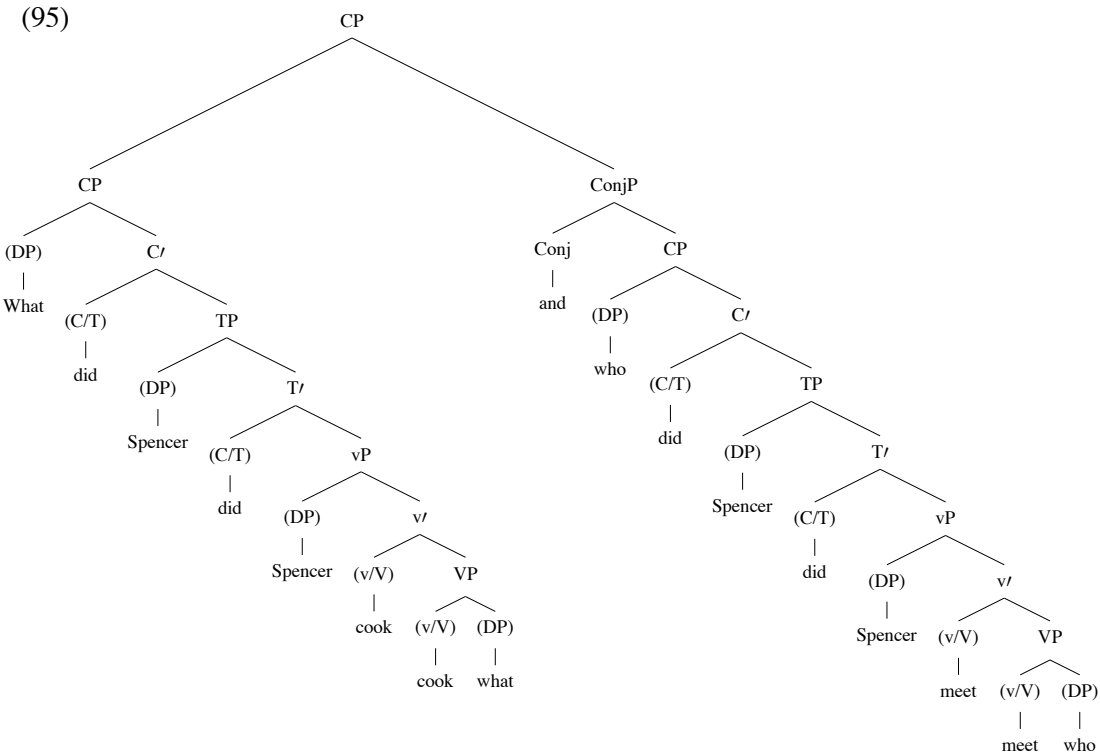 (95)
CP
CP ConjP
(DP) C′ Conj CP
What and
(C/T) TP (DP) C′
did who
(DP) T′ (C/T) TP
Spencer did
(C/T) vP (DP) T′
did Spencer
(DP) v′ (C/T) vP
Spencer did
(v/V) VP (DP) v′
cook Spencer
(v/V) (DP) (v/V) VP
cook what meet
(v/V) (DP)
meet who